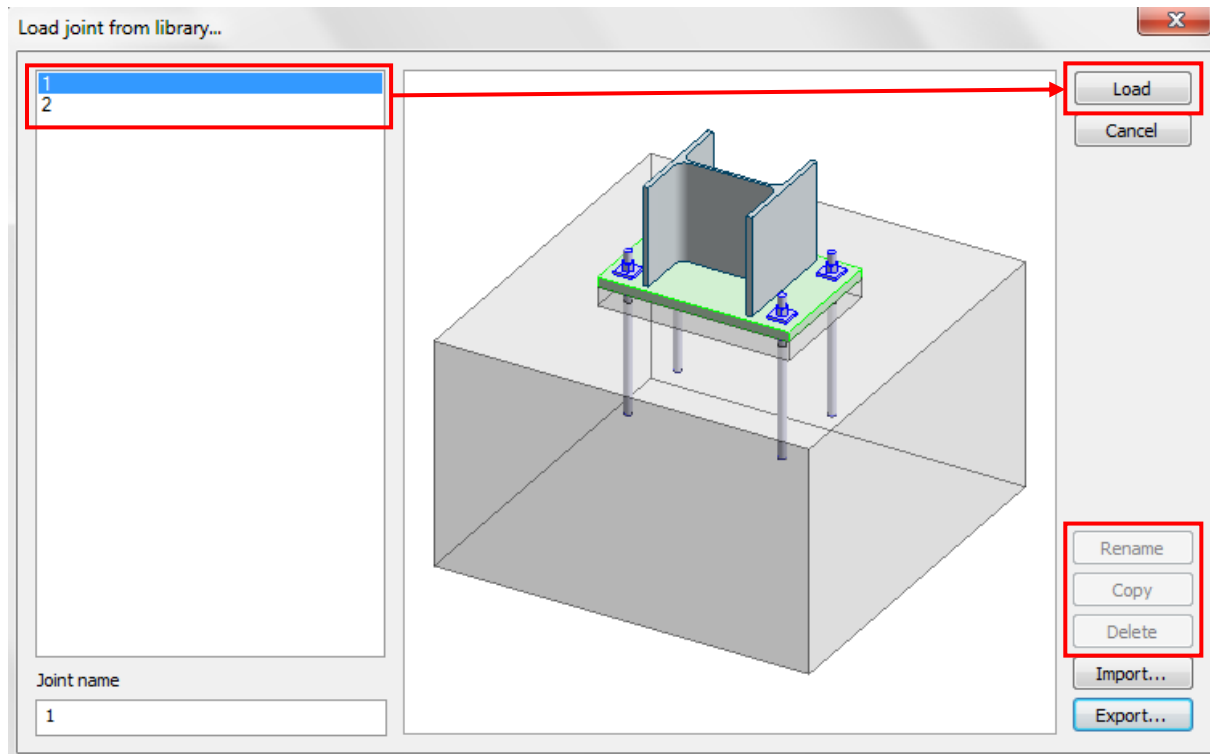 Load joint from library...
1
2
Load
Cancel
Rename
Copy
Delete
Import...
Export...
Joint name
1